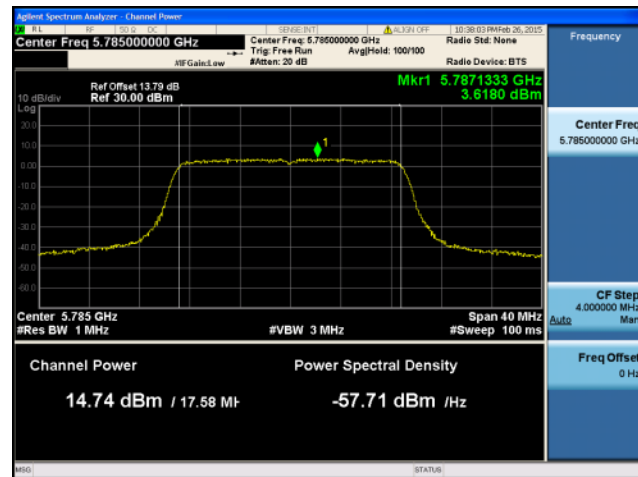 Agilent Spectrum Analyzer - Channel Power
RL RF 50 Ω DC SENSE:INT ALIGN OFF 10:38:03 PM Feb 26, 2015
Center Freq 5.785000000 GHz
Center Freq: 5.785000000 GHz
Radio Std: None
Trig: Free Run Avg|Hold: 100/100
#IFGain:Low #Atten: 20 dB Radio Device: BTS
Mkr1 5.7871333 GHz
3.6180 dBm
Ref Offset 13.79 dB
10 dB/div Ref 30.00 dBm
Log
20.0
10.0
0.00
-10.0
-20.0
-30.0
-40.0
-50.0
-60.0
1
Center 5.785 GHz Span 40 MHz
#Res BW 1 MHz #VBW 3 MHz #Sweep 100 ms
Channel Power Power Spectral Density
14.74 dBm / 17.58 MH -57.71 dBm /Hz
MSG STATUS
Frequency
Center Freq
5.785000000 GHz
CF Step
4.000000 MHz
Auto Man
Freq Offset
0 Hz